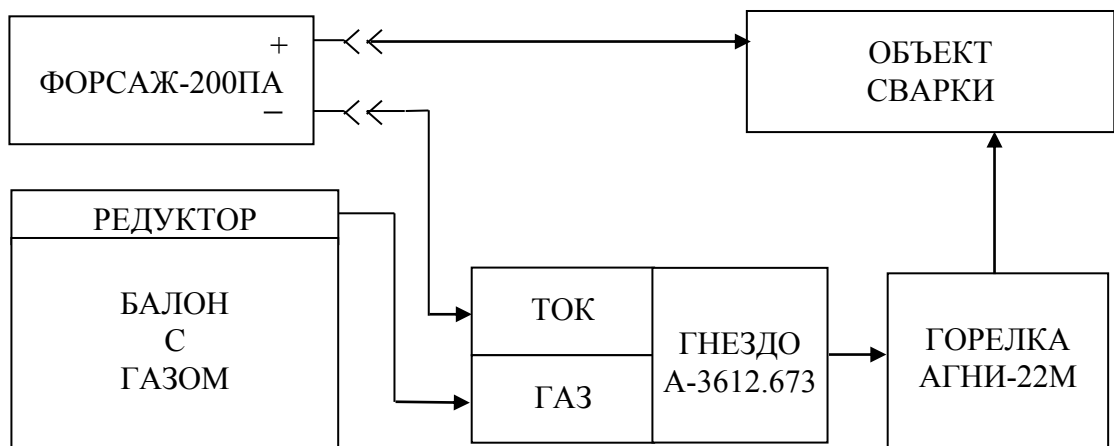 +
ФОРСАЖ-200ПА
−
ОБЪЕКТ
СВАРКИ
РЕДУКТОР
БАЛОН
С
ГАЗОМ
ТОК
ГАЗ
ГНЕЗДО
А-3612.673
ГОРЕЛКА
АГНИ-22М